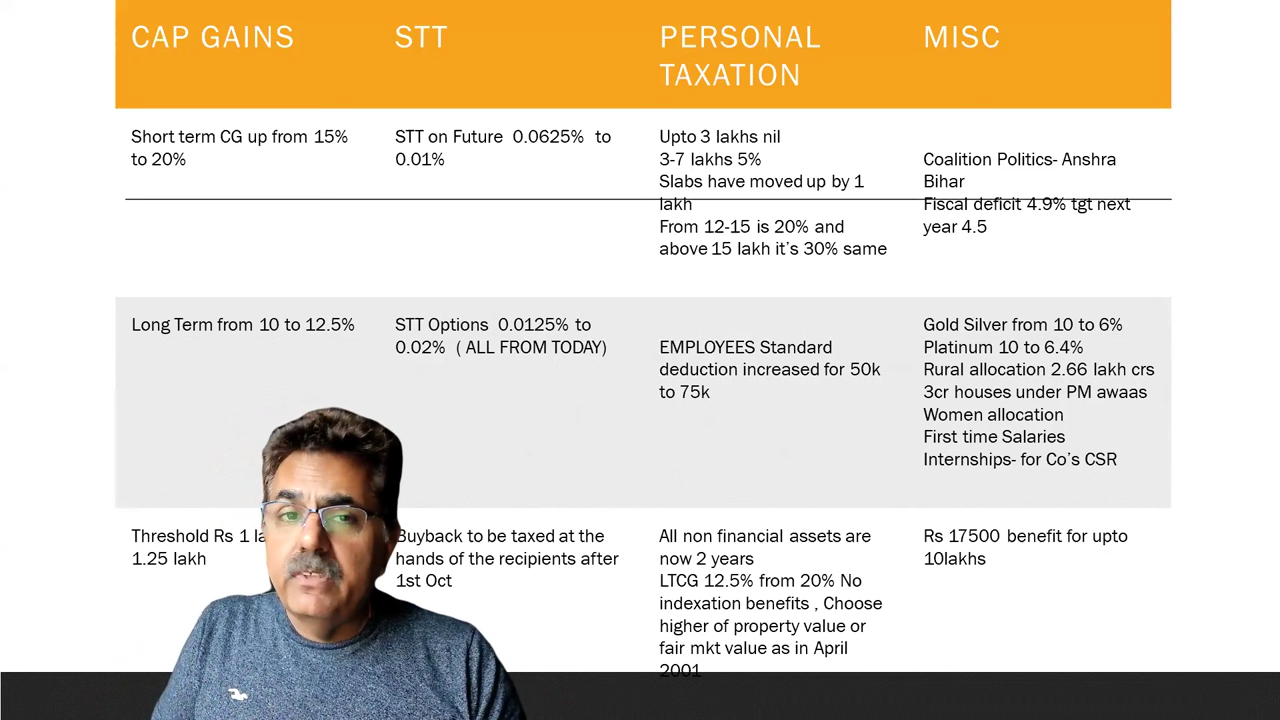 CAP GAINS
STT
PERSONAL
TAXATION
MISC
Short term CG up from 15%
to 20%
STT on Future 0.0625% to
0.01%
Upto 3 lakhs nil
3-7 lakhs 5%
Slabs have moved up by 1
lakh
From 12-15 is 20% and
above 15 lakh it's 30% same
Coalition Politics- Anshra
Bihar
Fiscal deficit 4.9% tgt next
year 4.5
Long Term from 10 to 12.5%
STT Options 0.0125% to
0.02% ( ALL FROM TODAY)
EMPLOYEES Standard
deduction increased for 50k
to 75k
Gold Silver from 10 to 6%
Platinum 10 to 6.4%
Rural allocation 2.66 lakh crs
3cr houses under PM awaas
Women allocation
First time Salaries
Internships- for Co's CSR
Threshold Rs 1
1.25 lakh
Buyback to be taxed at the
hands of the recipients after
1st Oct
All non financial assets are
now 2 years
LTCG 12.5% from 20% No
indexation benefits , Choose
higher of property value or
fair mkt value as in April
2001
Rs 17500 benefit for upto
10lakhs